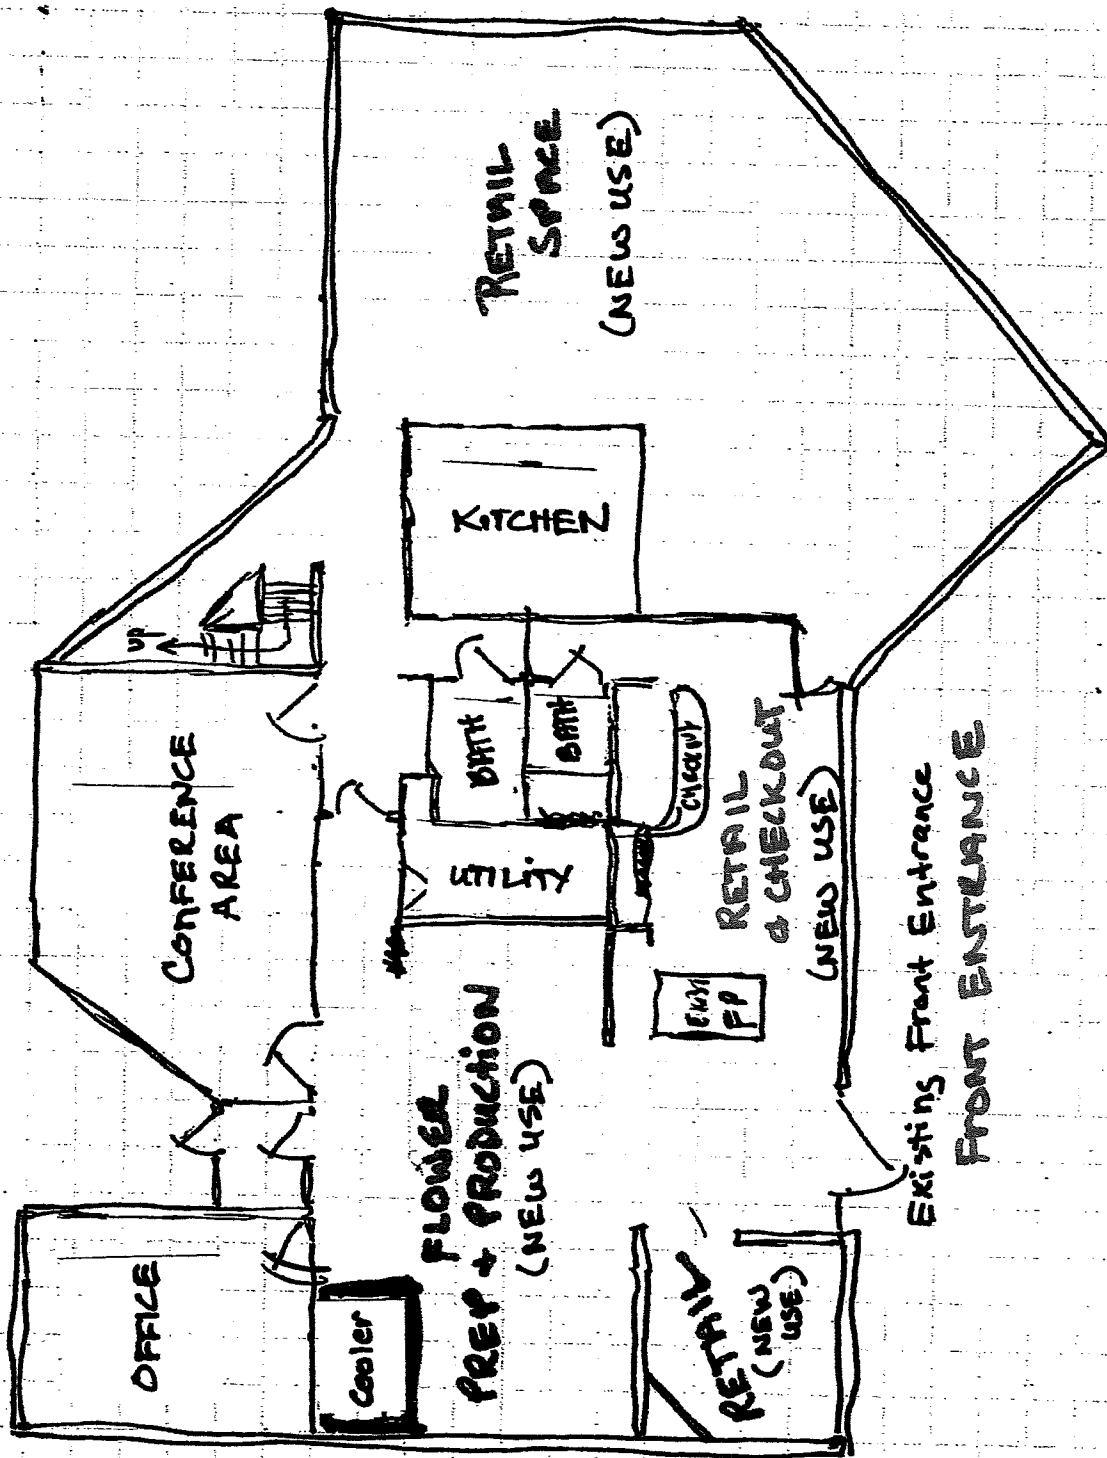 OFFICE
CONFERENCE
AREA
UP
Cooler
FLOWER
PREP + PRODUCTION
(NEW USE)
UTILITY
BATH
BATH
KITCHEN
RETAIL
SPACE
(NEW USE)
RETAIL
(NEW
USE)
EXIST
FP
CHECKOUT
RETAIL
& CHECKOUT
(NEW USE)
Existing Front Entrance
FRONT ENTRANCE